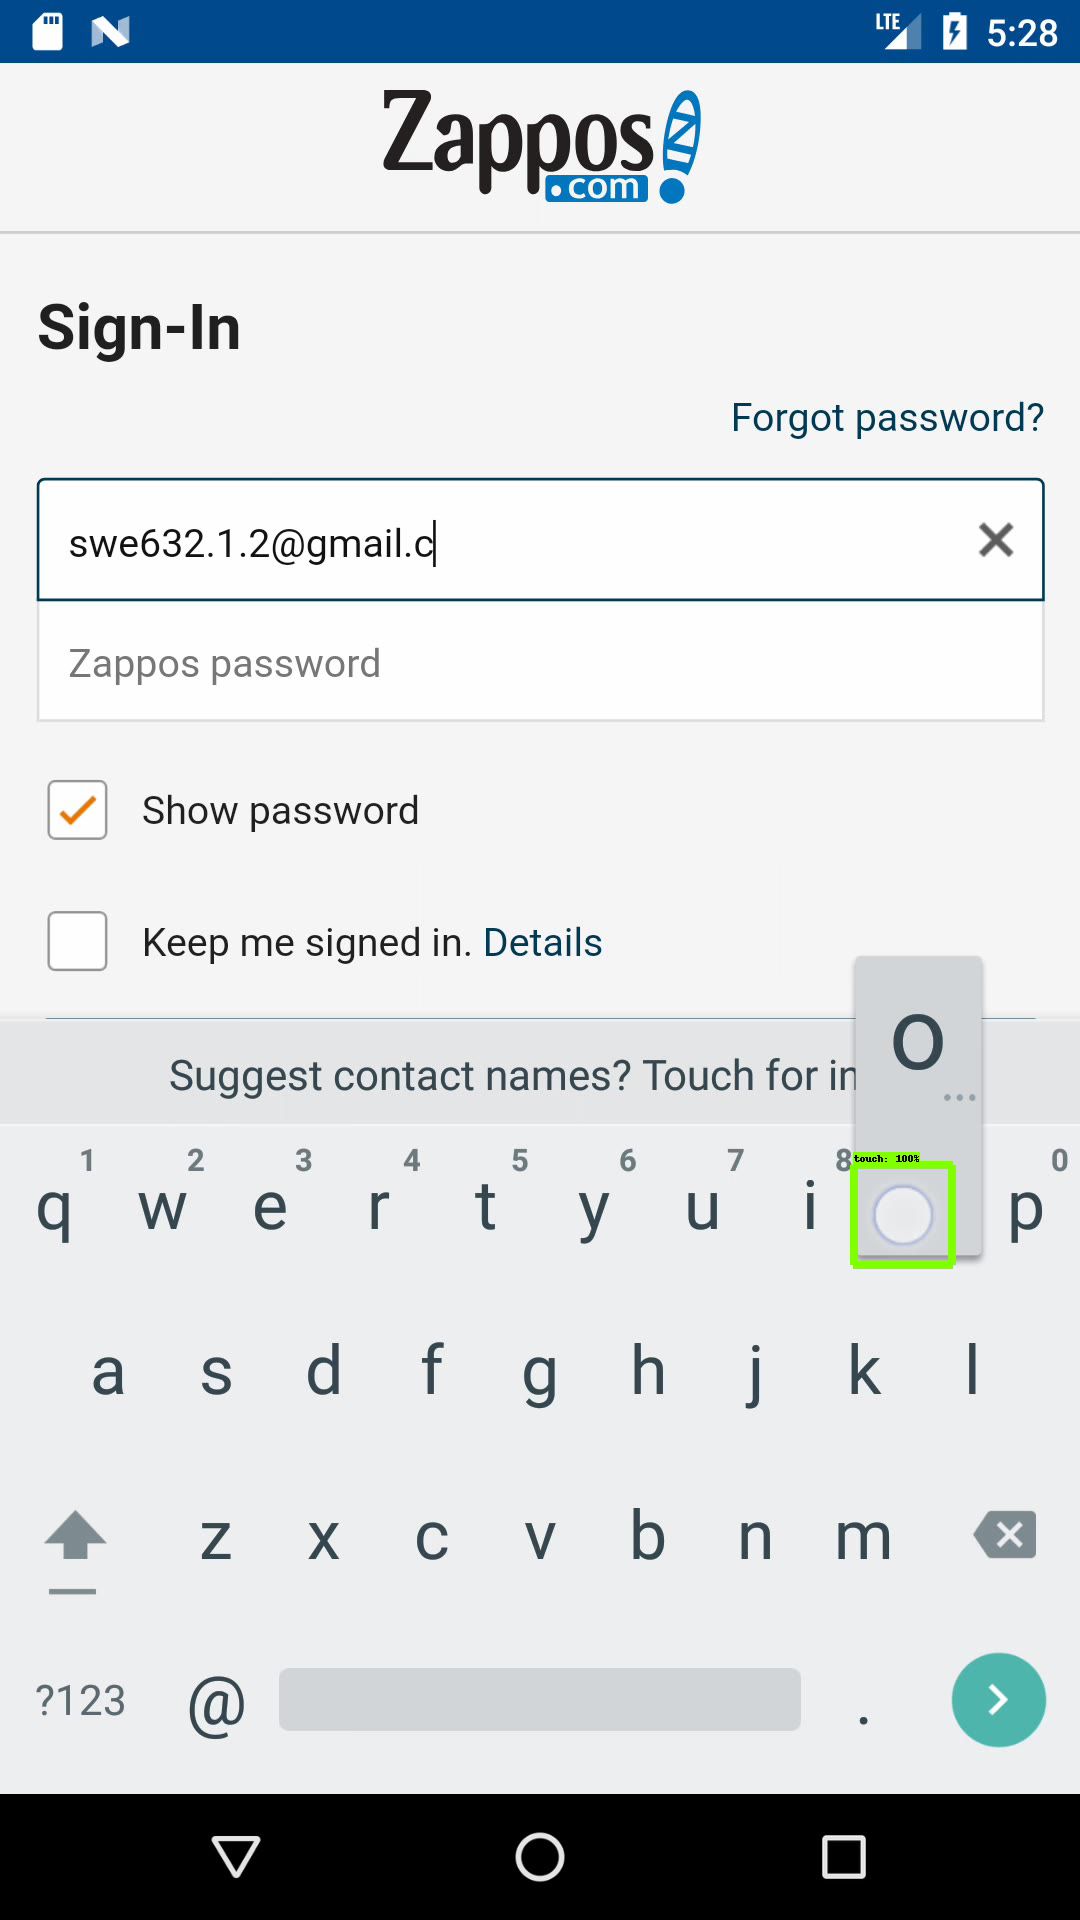 LTE 5:28
Zappos
.com
Sign-In
Forgot password?
swe632.1.2@gmail.c
Zappos password
Show password
Keep me signed in. Details
o
Suggest contact names? Touch for in
...
1 2 3 4 5 6 7 8 0
touch: 100%
q w e r t y u i p
a s d f g h j k l
z x c v b n m
?123 @ .